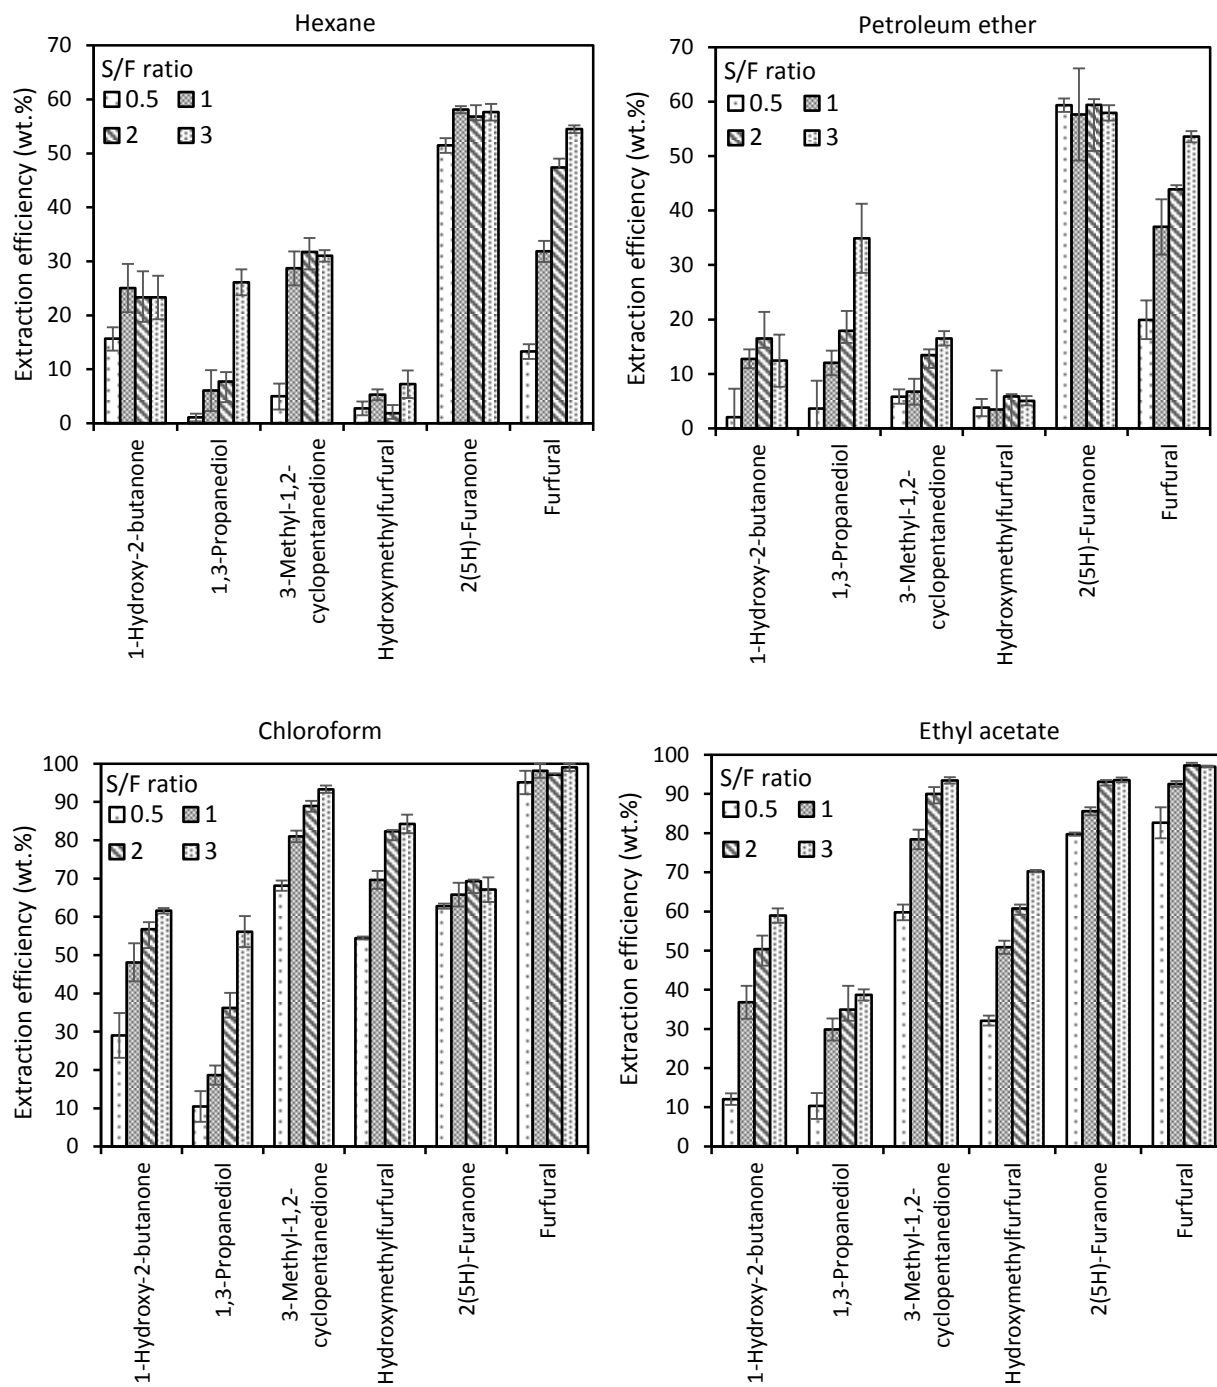 Hexane
Extraction efficiency (wt.%)
70
60
50
40
30
20
10
0
S/F ratio
0.5 1
2 3
1-Hydroxy-2-butanone
1,3-Propanediol
3-Methyl-1,2-
cyclopentanedione
Hydroxymethylfurfural
2(5H)-Furanone
Furfural
Petroleum ether
Extraction efficiency (wt.%)
70
60
50
40
30
20
10
0
S/F ratio
0.5 1
2 3
1-Hydroxy-2-butanone
1,3-Propanediol
3-Methyl-1,2-
cyclopentanedione
Hydroxymethylfurfural
2(5H)-Furanone
Furfural
Chloroform
Extraction efficiency (wt.%)
100
90
80
70
60
50
40
30
20
10
0
S/F ratio
0.5 1
2 3
1-Hydroxy-2-butanone
1,3-Propanediol
3-Methyl-1,2-
cyclopentanedione
Hydroxymethylfurfural
2(5H)-Furanone
Furfural
Ethyl acetate
Extraction efficiency (wt.%)
100
90
80
70
60
50
40
30
20
10
0
S/F ratio
0.5 1
2 3
1-Hydroxy-2-butanone
1,3-Propanediol
3-Methyl-1,2-
cyclopentanedione
Hydroxymethylfurfural
2(5H)-Furanone
Furfural